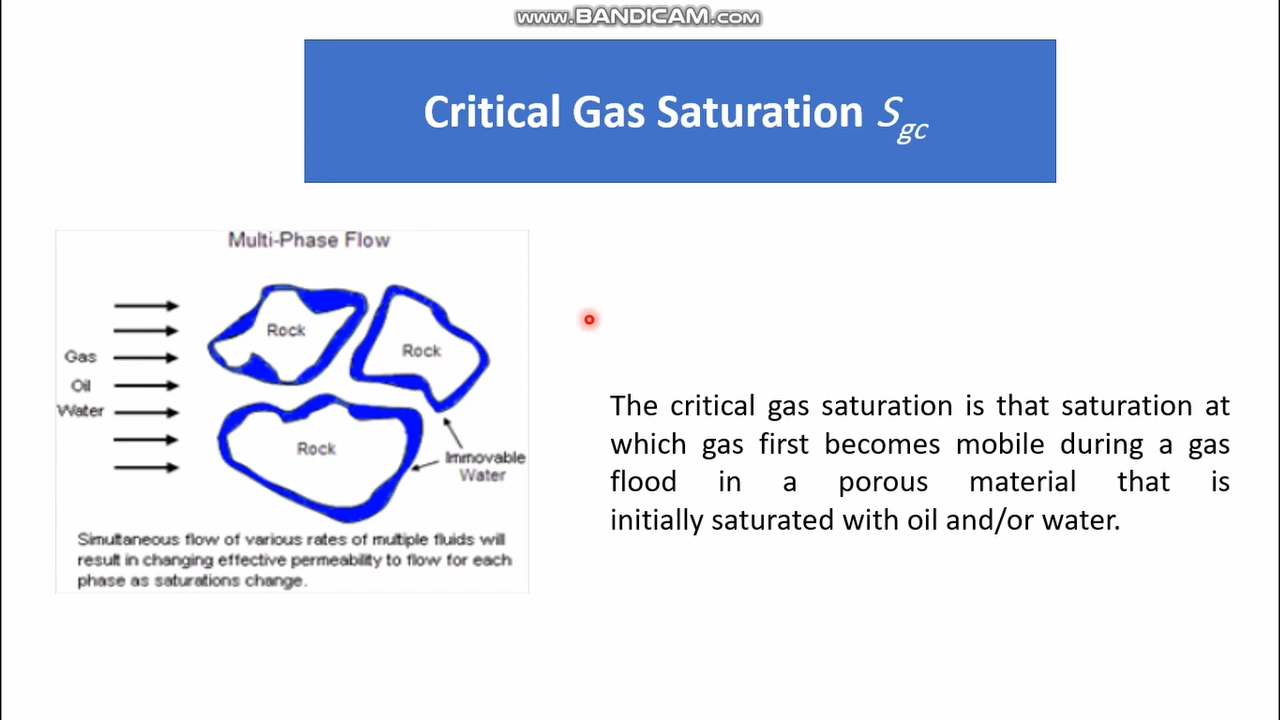 www.BANDICAM.com
Critical Gas Saturation Sgc
Multi-Phase Flow
Rock
Rock
Gas
Oil
Water
Rock
Immovable
Water
Simultaneous flow of various rates of multiple fluids will
result in changing effective permeability to flow for each
phase as saturations change.
The critical gas saturation is that saturation at
which gas first becomes mobile during a gas
flood in a porous material that is
initially saturated with oil and/or water.